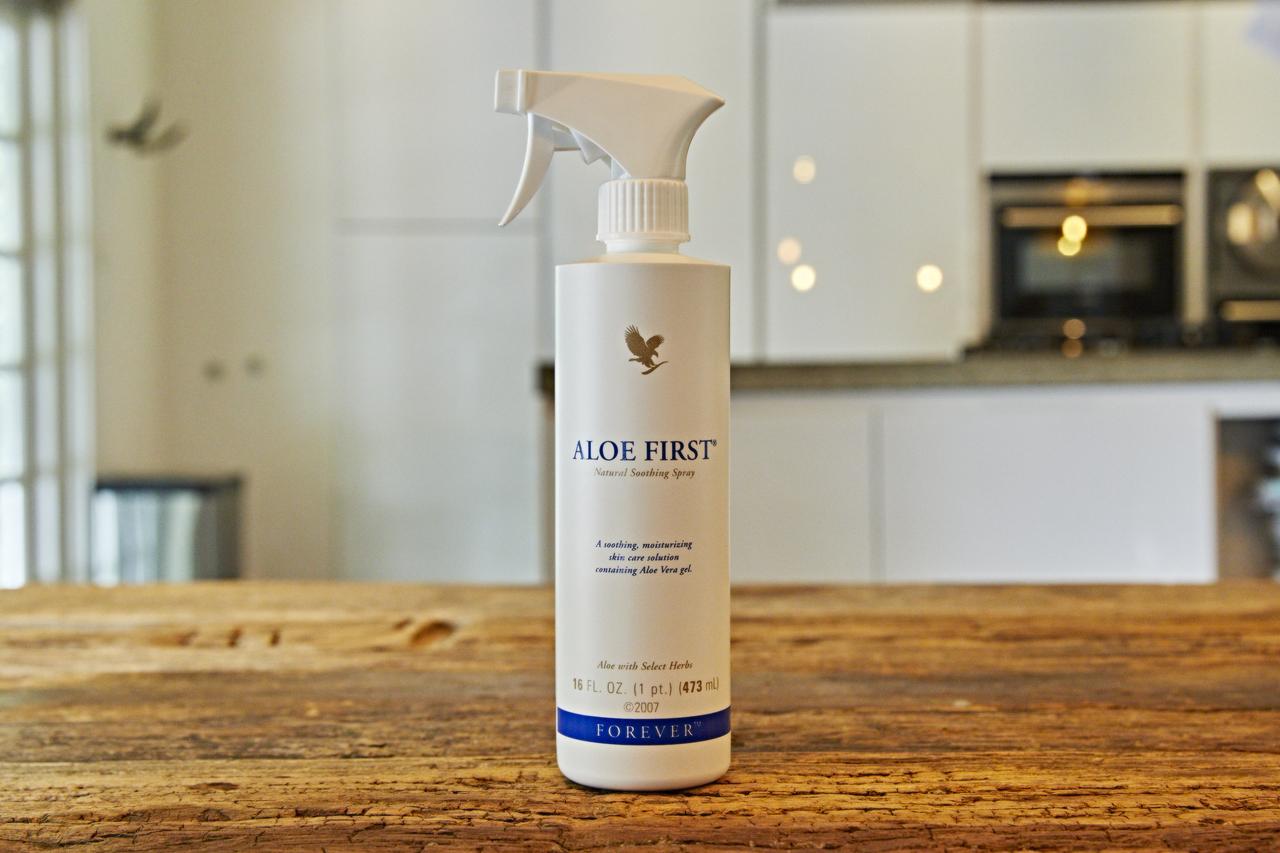 ALOE FIRST®
Natural Soothing Spray
A soothing, moisturizing
skin care solution
containing Aloe Vera gel.
Aloe with Select Herbs
16 FL. OZ. (1 pt.) (473 mL)
©2007
FOREVER™